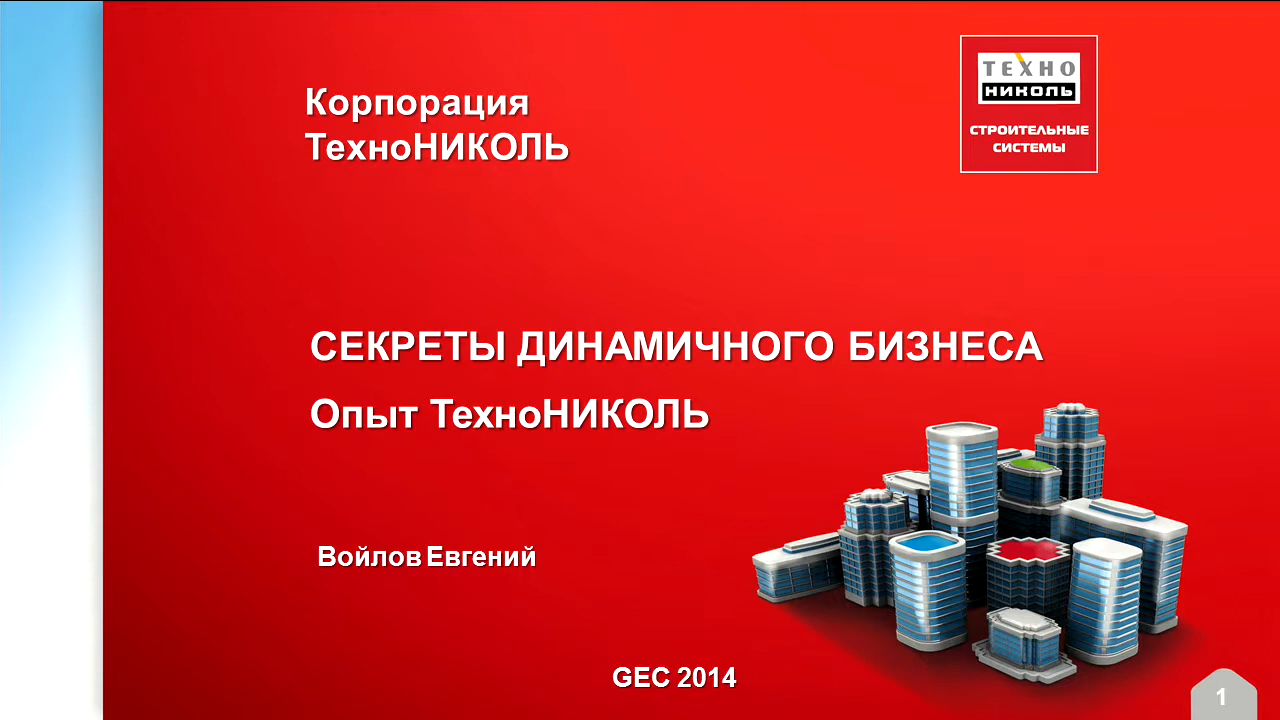 Корпорация
ТехноНИКОЛЬ
ТЕХНО
НИКОЛЬ
СТРОИТЕЛЬНЫЕ
СИСТЕМЫ
СЕКРЕТЫ ДИНАМИЧНОГО БИЗНЕСА
Опыт ТехноНИКОЛЬ
Войлов Евгений
GEC 2014
1